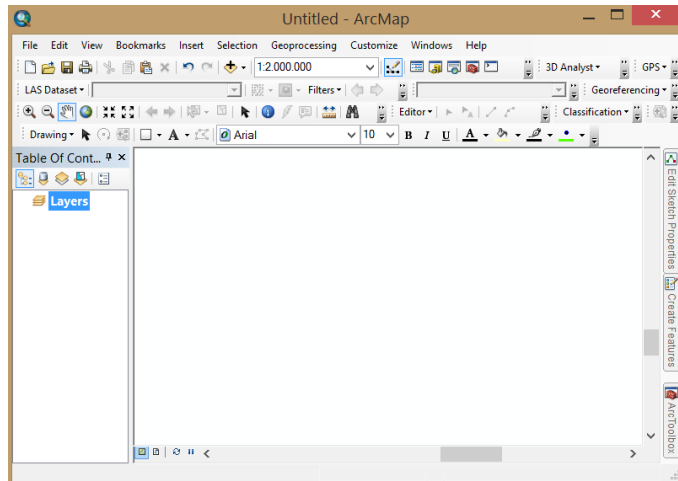 Untitled - ArcMap
File Edit View Bookmarks Insert Selection Geoprocessing Customize Windows Help
1:2.000.000 3D Analyst GPS
LAS Dataset Filters Georeferencing
Editor Classification
Drawing A Arial 10 B I U A
Table Of Cont...
Layers
Edit Sketch Properties
Create Features
ArcToolbox